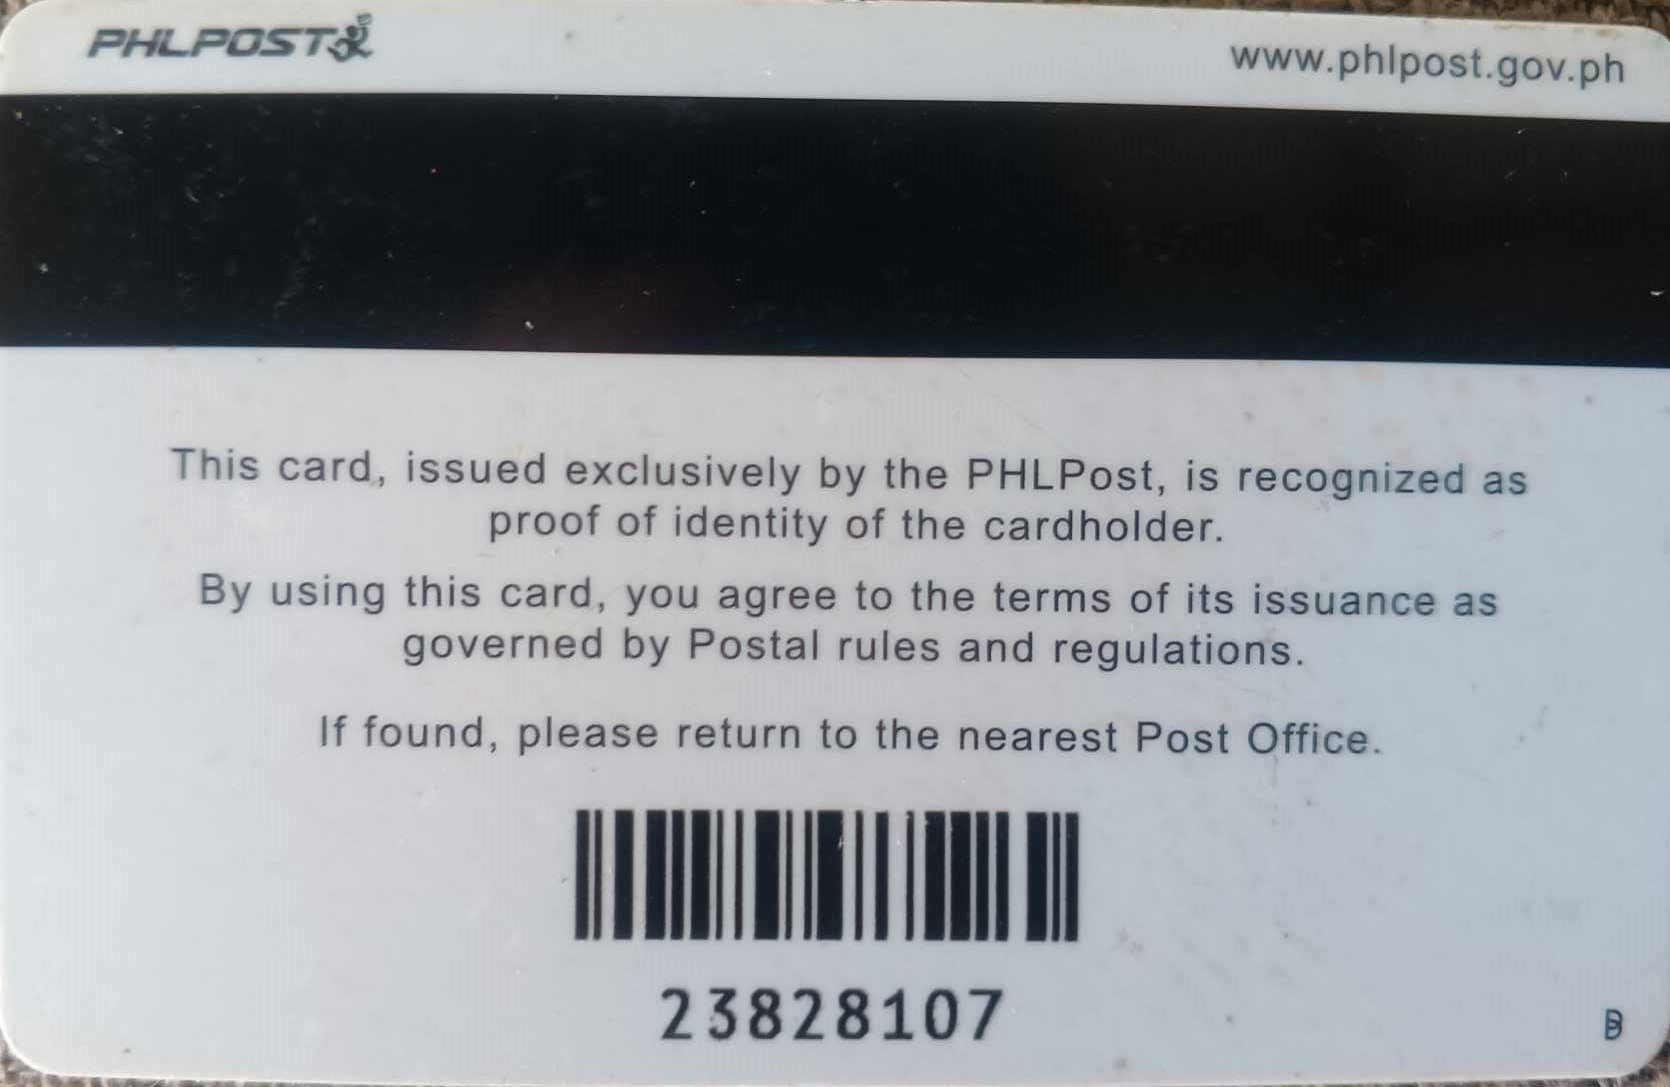 PHLPOST
www.phlpost.gov.ph
This card, issued exclusively by the PHLPost, is recognized as
proof of identity of the cardholder.
By using this card, you agree to the terms of its issuance as
governed by Postal rules and regulations.
If found, please return to the nearest Post Office.
23828107
B